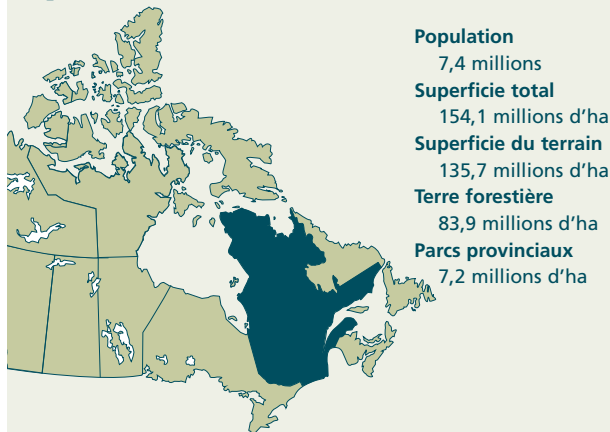 Population
7,4 millions
Superficie total
154,1 millions d’ha
Superficie du terrain
135,7 millions d’ha
Terre forestière
83,9 millions d’ha
Parcs provinciaux
7,2 millions d’ha